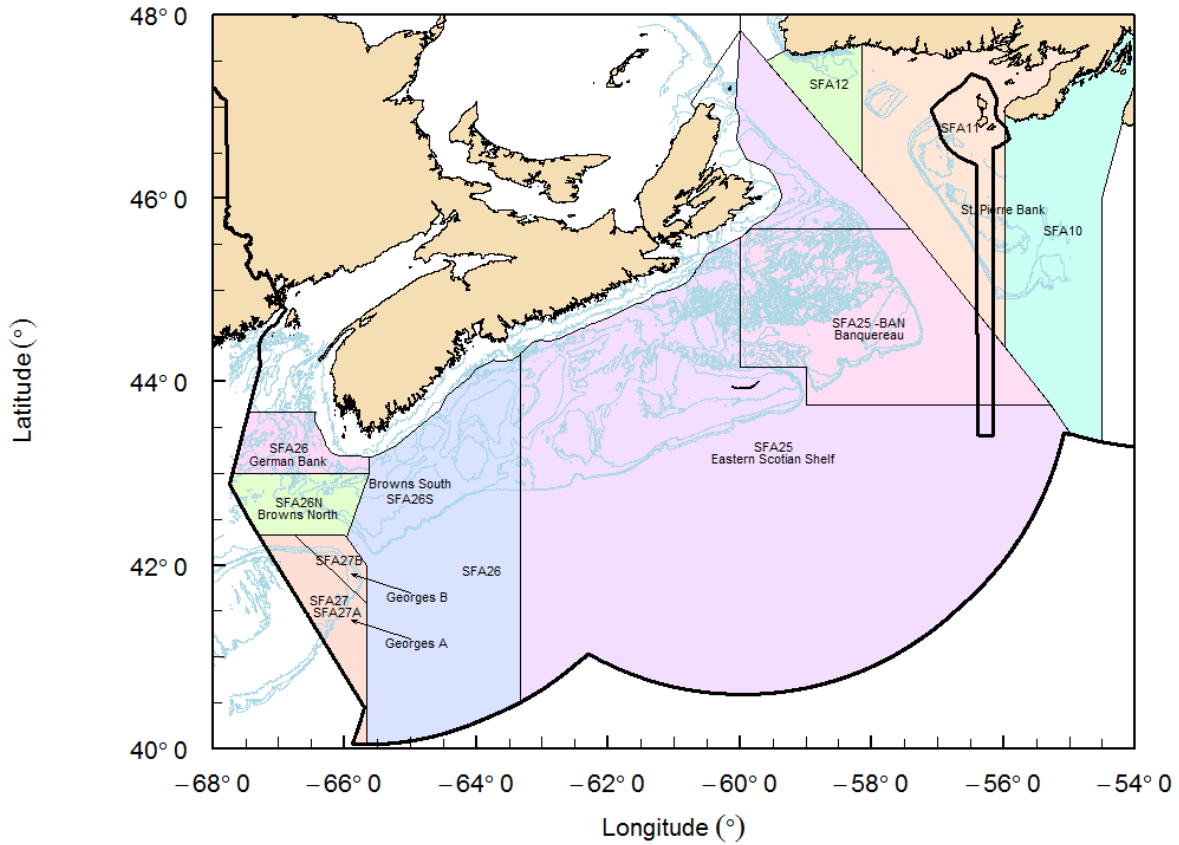 48° 0
46° 0
44° 0
42° 0
40° 0
Latitude (°)
SFA12
SFA11
St. Pierre Bank
SFA10
SFA25 -BAN
Banquereau
SFA26
German Bank
SFA25
Eastern Scotian Shelf
Browns South
SFA26S
SFA26N
Browns North
SFA27B
SFA26
Georges B
SFA27
SFA27A
Georges A
−68° 0
−66° 0
−64° 0
−62° 0
−60° 0
−58° 0
−56° 0
−54° 0
Longitude (°)